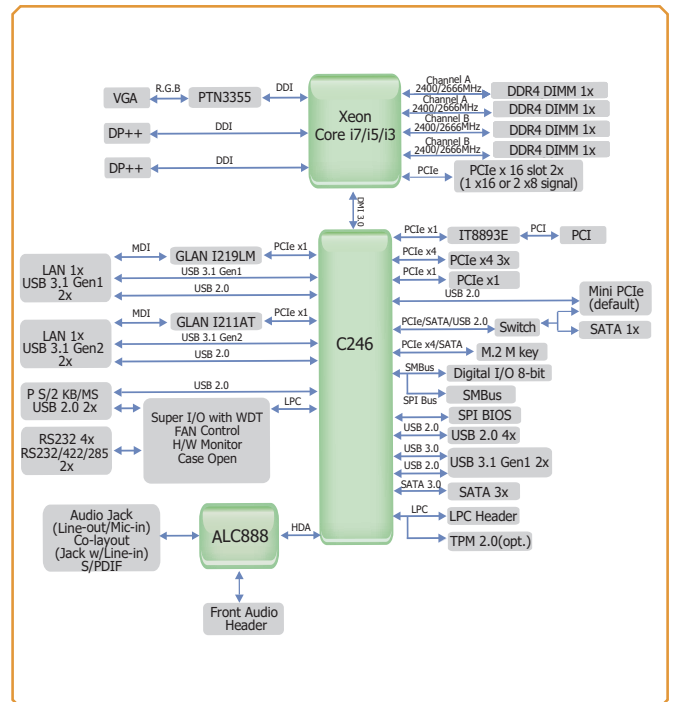 VGA
R.G.B
PTN3355
DDI
DP++
DDI
DP++
DDI
Xeon
Core i7/i5/i3
Channel A
2400/2666MHz
DDR4 DIMM 1x
Channel A
2400/2666MHz
DDR4 DIMM 1x
Channel B
2400/2666MHz
DDR4 DIMM 1x
Channel B
2400/2666MHz
DDR4 DIMM 1x
PCIe
PCIe x 16 slot 2x
(1 x16 or 2 x8 signal)
DMI 3.0
LAN 1x
USB 3.1 Gen1
2x
MDI
GLAN I219LM
PCIe x1
USB 3.1 Gen1
USB 2.0
LAN 1x
USB 3.1 Gen2
2x
MDI
GLAN I211AT
PCIe x1
USB 3.1 Gen2
USB 2.0
P S/2 KB/MS
USB 2.0 2x
USB 2.0
Super I/O with WDT
FAN Control
H/W Monitor
Case Open
LPC
RS232 4x
RS232/422/285
2x
C246
PCIe x1
IT8893E
PCI
PCI
PCIe x4
PCIe x4 3x
PCIe x1
PCIe x1
USB 2.0
Mini PCIe
(default)
PCIe/SATA/USB 2.0
Switch
SATA 1x
PCIe x4/SATA
M.2 M key
SMBus
Digital I/O 8-bit
SMBus
SPI Bus
SPI BIOS
USB 2.0
USB 2.0 4x
USB 3.0
USB 3.1 Gen1 2x
USB 2.0
SATA 3.0
SATA 3x
LPC
LPC Header
TPM 2.0(opt.)
Audio Jack
(Line-out/Mic-in)
Co-layout
(Jack w/Line-in)
S/PDIF
ALC888
HDA
Front Audio
Header